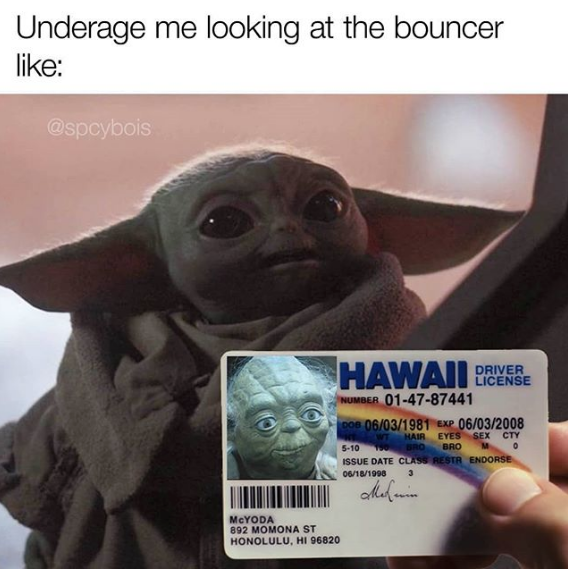 Underage me looking at the bouncer
like:
@spcybois
HAWAII DRIVER
LICENSE
NUMBER 01-47-87441
DOB 06/03/1981 EXP 06/03/2008
HT WT HAIR EYES SEX CTY
5-10 150 BRO BRO M 0
ISSUE DATE CLASS RESTR ENDORSE
06/18/1998 3
McYODA
892 MOMONA ST
HONOLULU, HI 96820